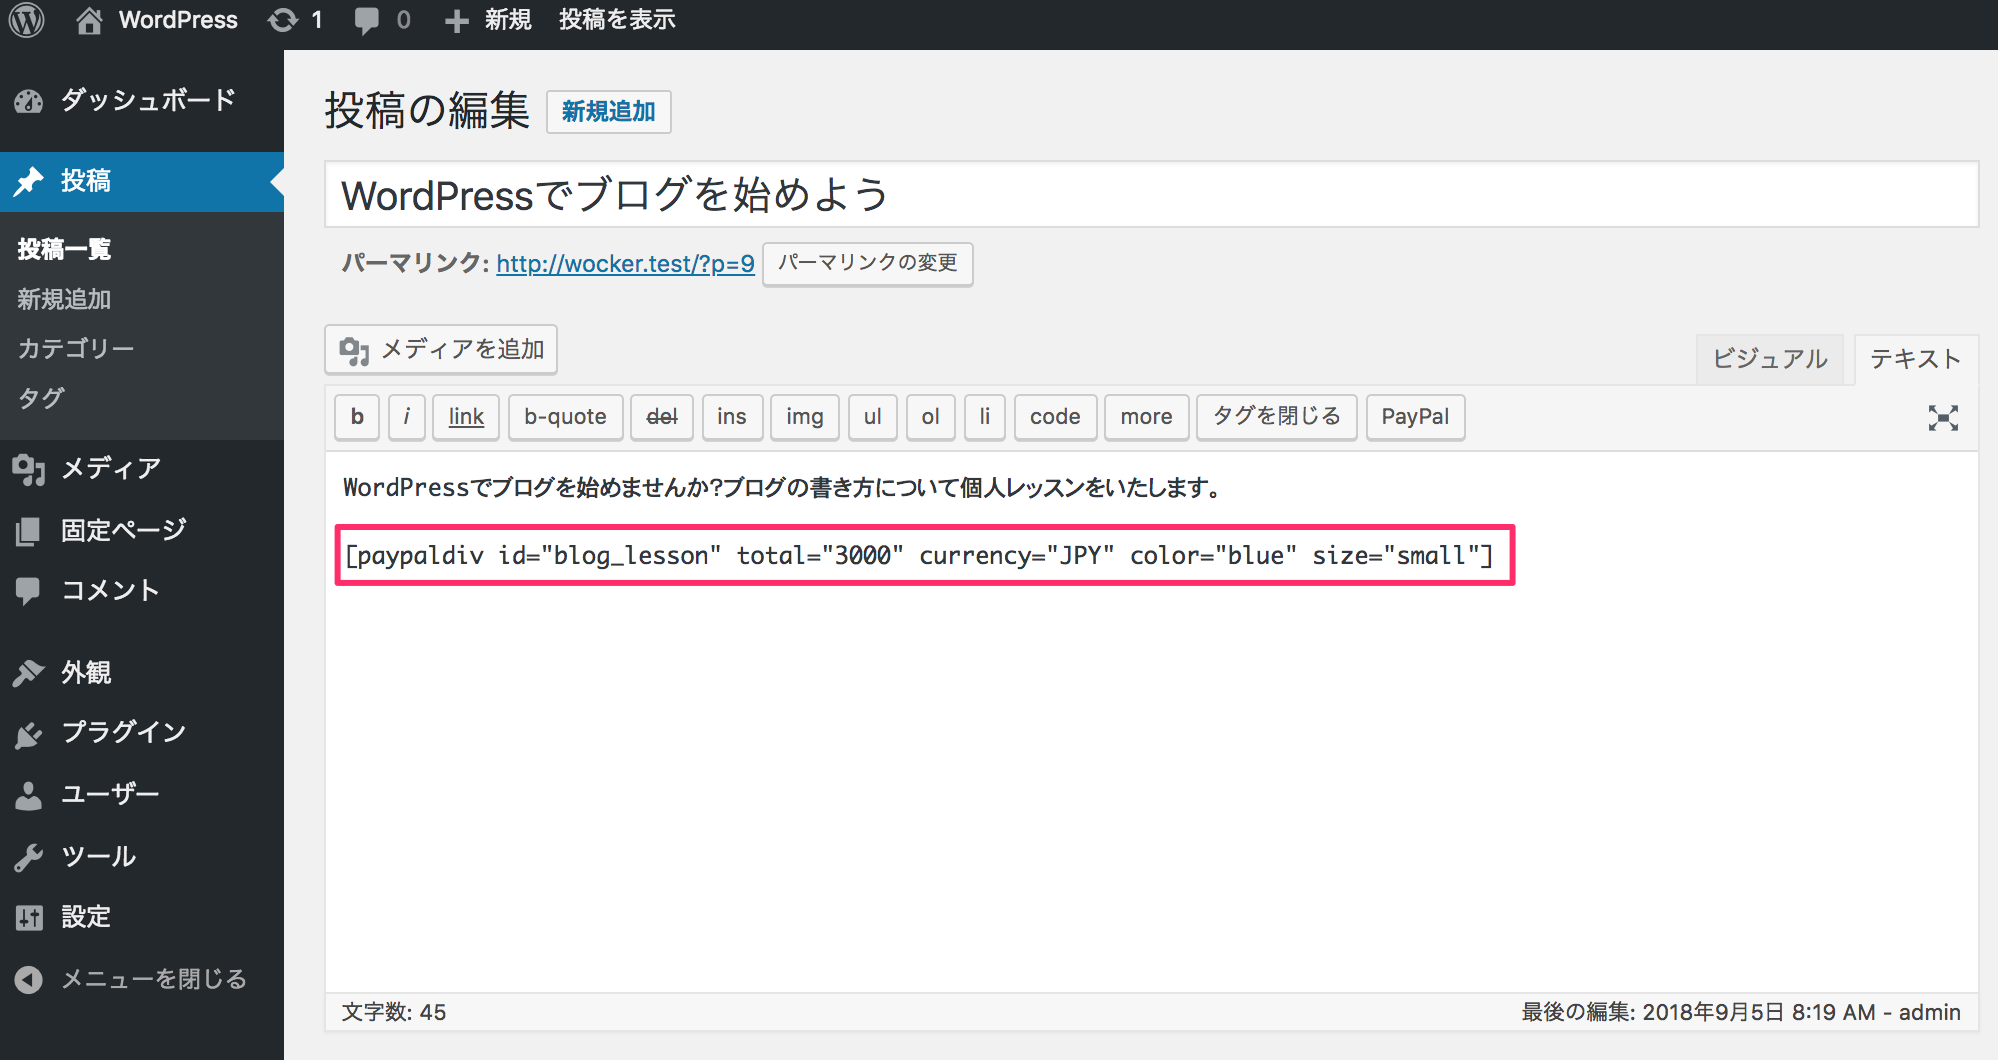 WordPress 1 0 新規 投稿を表示
ダッシュボード
投稿
投稿一覧
新規追加
カテゴリー
タグ
メディア
固定ページ
コメント
外観
プラグイン
ユーザー
ツール
設定
メニューを閉じる
投稿の編集 新規追加
WordPressでブログを始めよう
パーマリンク: http://wocker.test/?p=9 パーマリンクの変更
メディアを追加
ビジュアル テキスト
b i link b-quote del ins img ul ol li code more タグを閉じる PayPal
WordPressでブログを始めませんか?ブログの書き方について個人レッスンをいたします。
[paypaldiv id="blog_lesson" total="3000" currency="JPY" color="blue" size="small"]
文字数: 45
最後の編集: 2018年9月5日 8:19 AM - admin